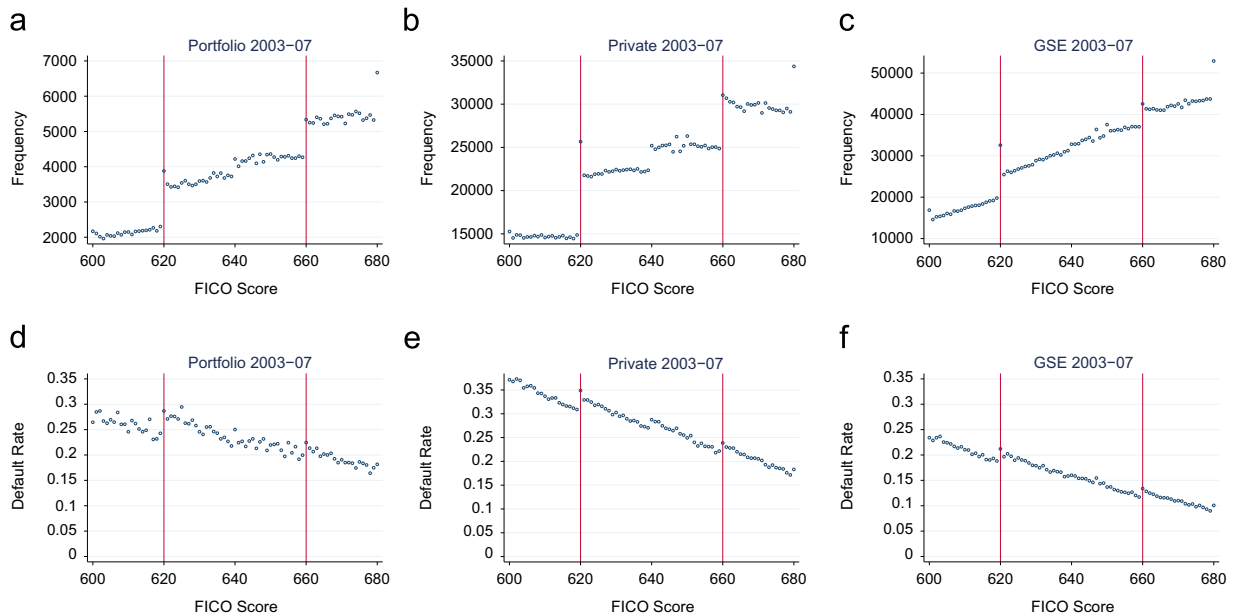 a
Portfolio 2003−07
Frequency
7000
6000
5000
4000
3000
2000
600
620
640
660
680
FICO Score
b
Private 2003−07
Frequency
35000
30000
25000
20000
15000
600
620
640
660
680
FICO Score
c
GSE 2003−07
Frequency
50000
40000
30000
20000
10000
600
620
640
660
680
FICO Score
d
Portfolio 2003−07
Default Rate
0.35
0.3
0.25
0.2
0.15
0.1
0.05
0
600
620
640
660
680
FICO Score
e
Private 2003−07
Default Rate
0.35
0.3
0.25
0.2
0.15
0.1
0.05
0
600
620
640
660
680
FICO Score
f
GSE 2003−07
Default Rate
0.35
0.3
0.25
0.2
0.15
0.1
0.05
0
600
620
640
660
680
FICO Score